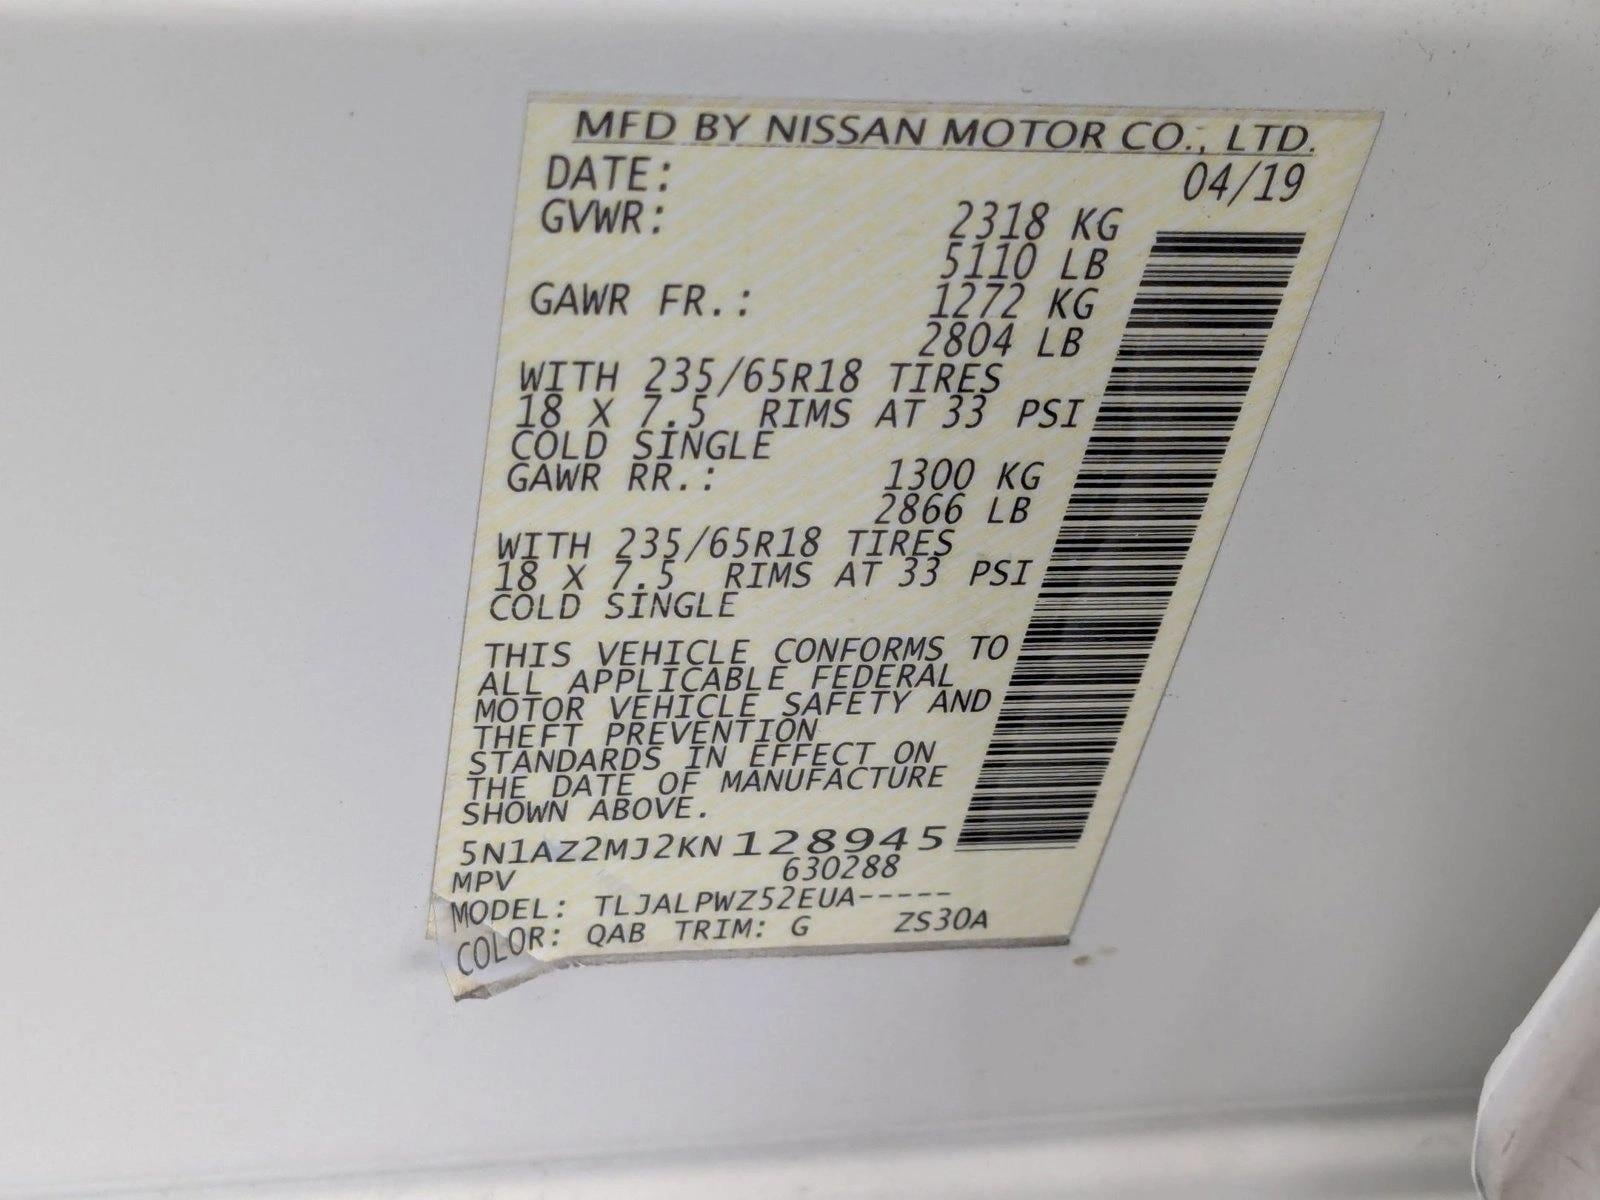 MFD BY NISSAN MOTOR CO., LTD.
DATE: 04/19
GVWR: 2318 KG
5110 LB
GAWR FR.: 1272 KG
2804 LB
WITH 235/65R18 TIRES
18 X 7.5 RIMS AT 33 PSI
COLD SINGLE
GAWR RR.: 1300 KG
2866 LB
WITH 235/65R18 TIRES
18 X 7.5 RIMS AT 33 PSI
COLD SINGLE
THIS VEHICLE CONFORMS TO
ALL APPLICABLE FEDERAL
MOTOR VEHICLE SAFETY AND
THEFT PREVENTION
STANDARDS IN EFFECT ON
THE DATE OF MANUFACTURE
SHOWN ABOVE.
5N1AZ2MJ2KN128945
MPV 630288
MODEL: TLJALPWZ52EUA-----
COLOR: QAB TRIM: G ZS30A